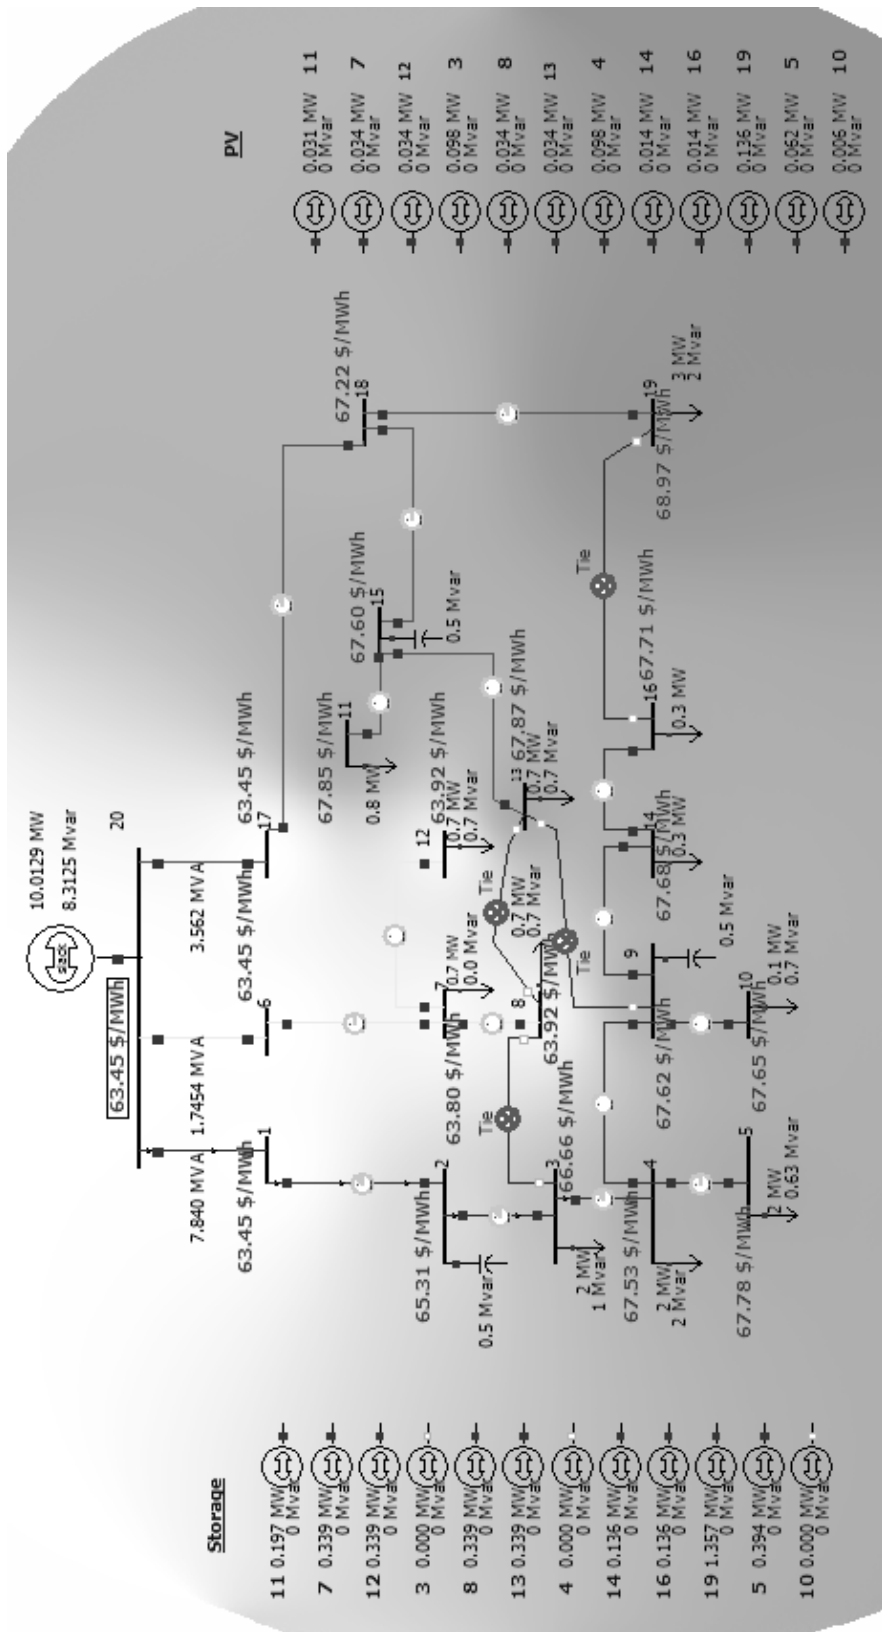 Storage
11 0.197 MW
0 Mvar
7 0.339 MW
0 Mvar
12 0.339 MW
0 Mvar
3 0.000 MW
0 Mvar
8 0.339 MW
0 Mvar
13 0.339 MW
0 Mvar
4 0.000 MW
0 Mvar
14 0.136 MW
0 Mvar
16 0.136 MW
0 Mvar
19 1.357 MW
0 Mvar
5 0.394 MW
0 Mvar
10 0.000 MW
0 Mvar
slack
10.0129 MW
8.3125 Mvar
63.45 $/MWh
20
7.840 MVA
1.7454 MVA
3.562 MVA
63.45 $/MWh
1
6
63.45 $/MWh
17
63.45 $/MWh
65.31 $/MWh
2
0.5 Mvar
63.80 $/MWh
7
0.7 MW
0.0 Mvar
12
63.92 $/MWh
0.7 MW
0.7 Mvar
67.85 $/MWh
11
0.8 MW
67.60 $/MWh
15
0.5 Mvar
67.22 $/MWh
18
Tie
Tie
8
0.7 MW
0.7 Mvar
63.92 $/MWh
13
67.87 $/MWh
0.7 MW
0.7 Mvar
3
66.66 $/MWh
2 MW
1 Mvar
Tie
Tie
67.53 $/MWh
4
2 MW
2 Mvar
67.62 $/MWh
9
0.5 Mvar
67.68 $/MWh
14
0.3 MW
16
67.71 $/MWh
0.3 MW
68.97 $/MWh
19
3 MW
2 Mvar
67.78 $/MWh
5
2 MW
0.63 Mvar
67.65 $/MWh
10
0.1 MW
0.7 Mvar
PV
0.031 MW 11
0 Mvar
0.034 MW 7
0 Mvar
0.034 MW 12
0 Mvar
0.098 MW 3
0 Mvar
0.034 MW 8
0 Mvar
0.034 MW 13
0 Mvar
0.098 MW 4
0 Mvar
0.014 MW 14
0 Mvar
0.014 MW 16
0 Mvar
0.136 MW 19
0 Mvar
0.062 MW 5
0 Mvar
0.006 MW 10
0 Mvar